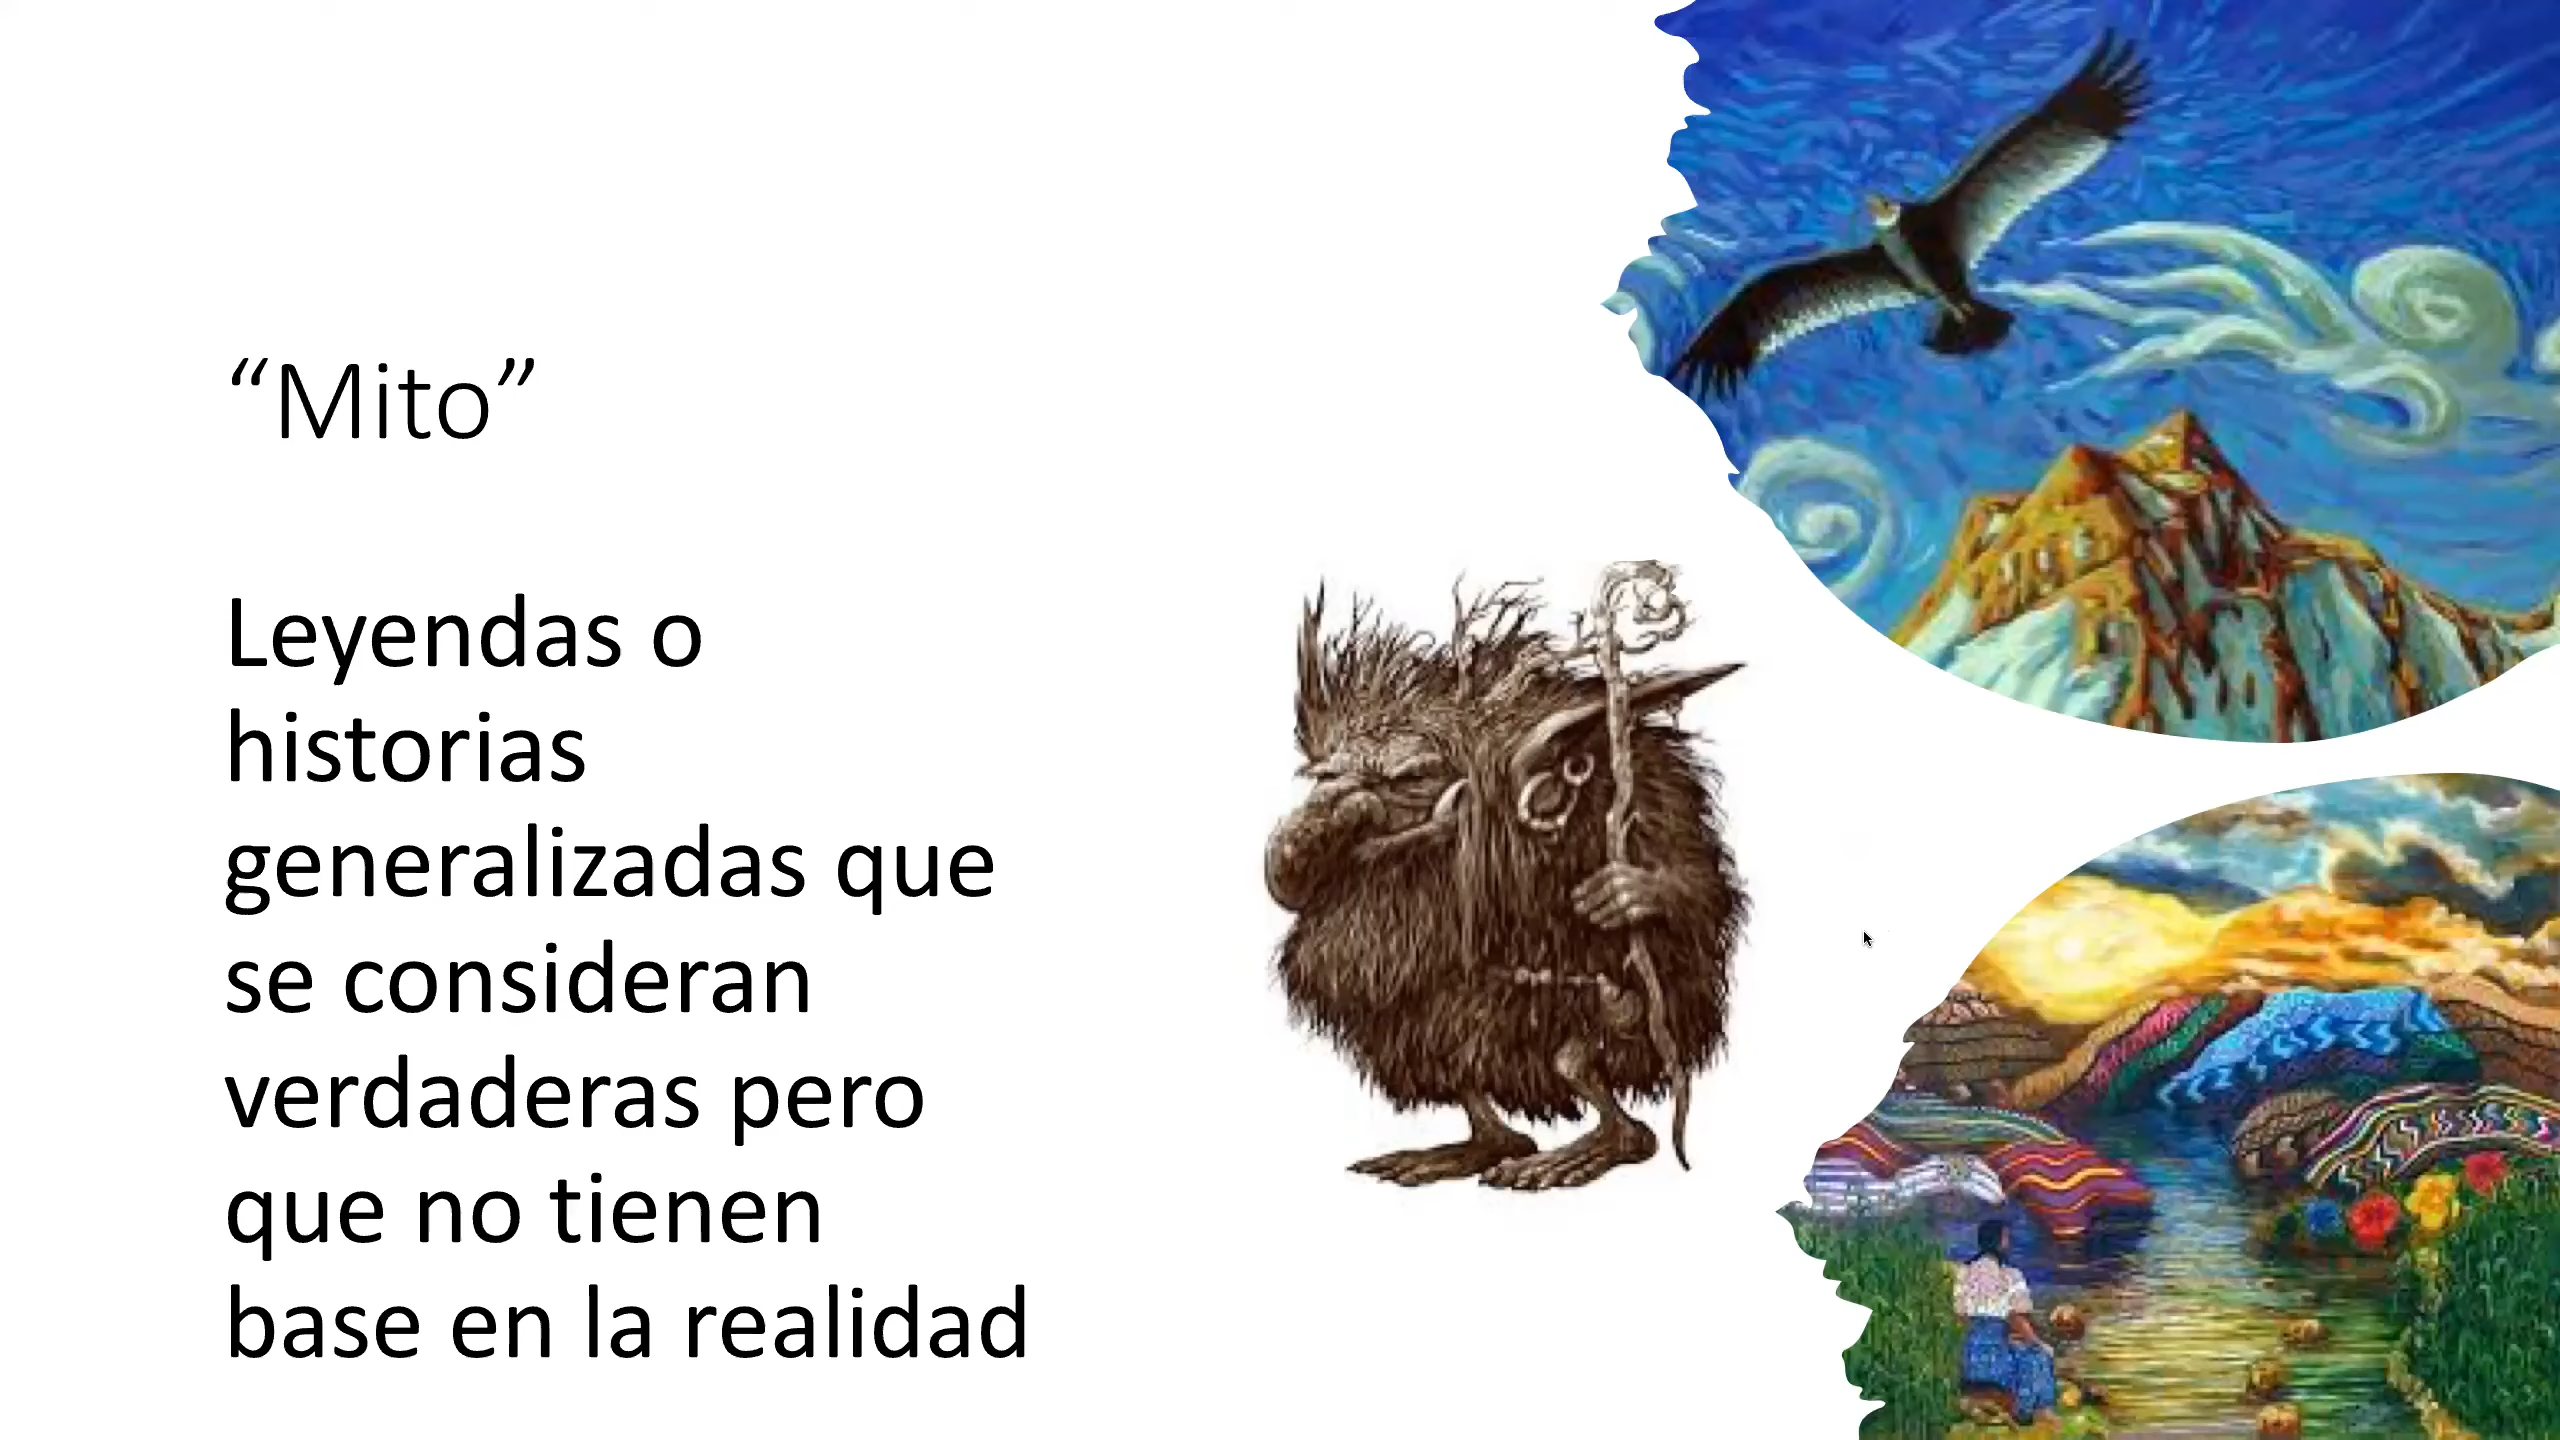 “Mito”
Leyendas o
historias
generalizadas que
se consideran
verdaderas pero
que no tienen
base en la realidad